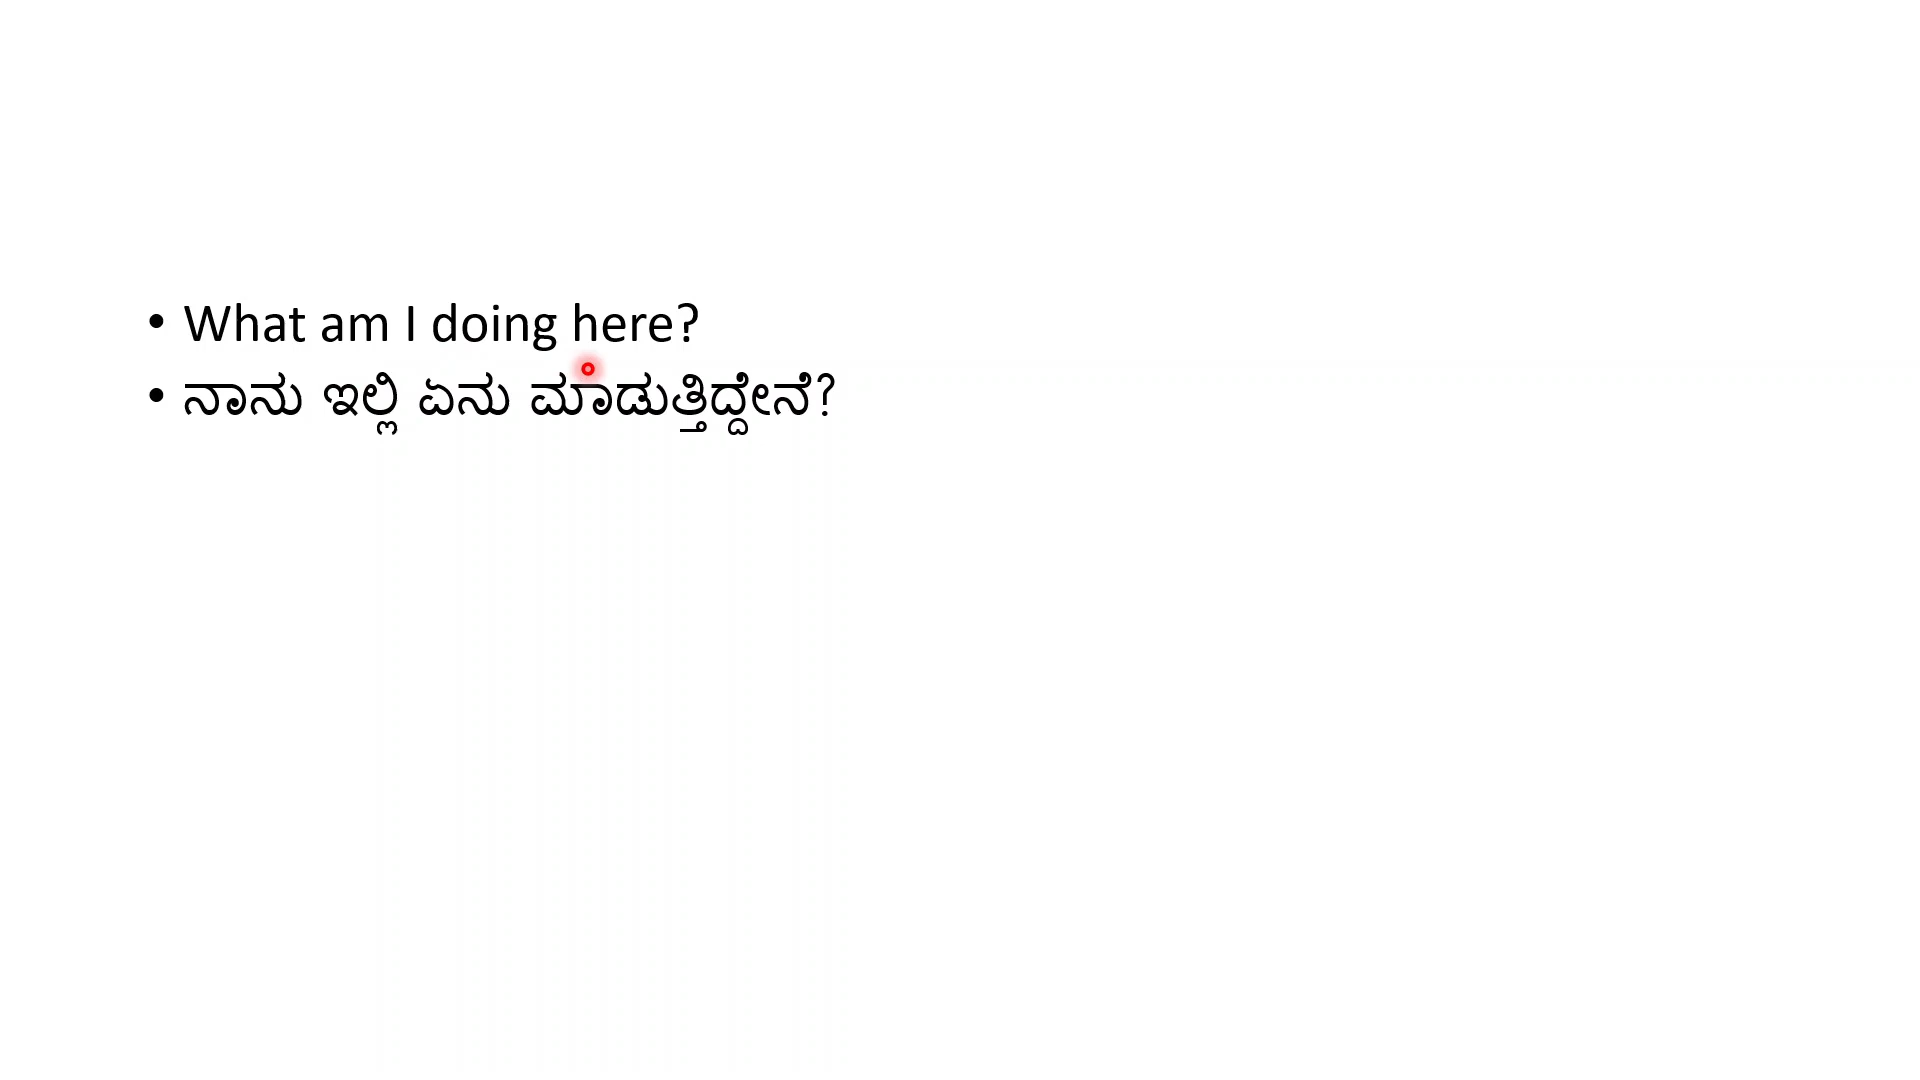 • What am I doing here?
• ನಾನು ಇಲ್ಲಿ ಏನು ಮಾಡುತ್ತಿದ್ದೇನೆ?